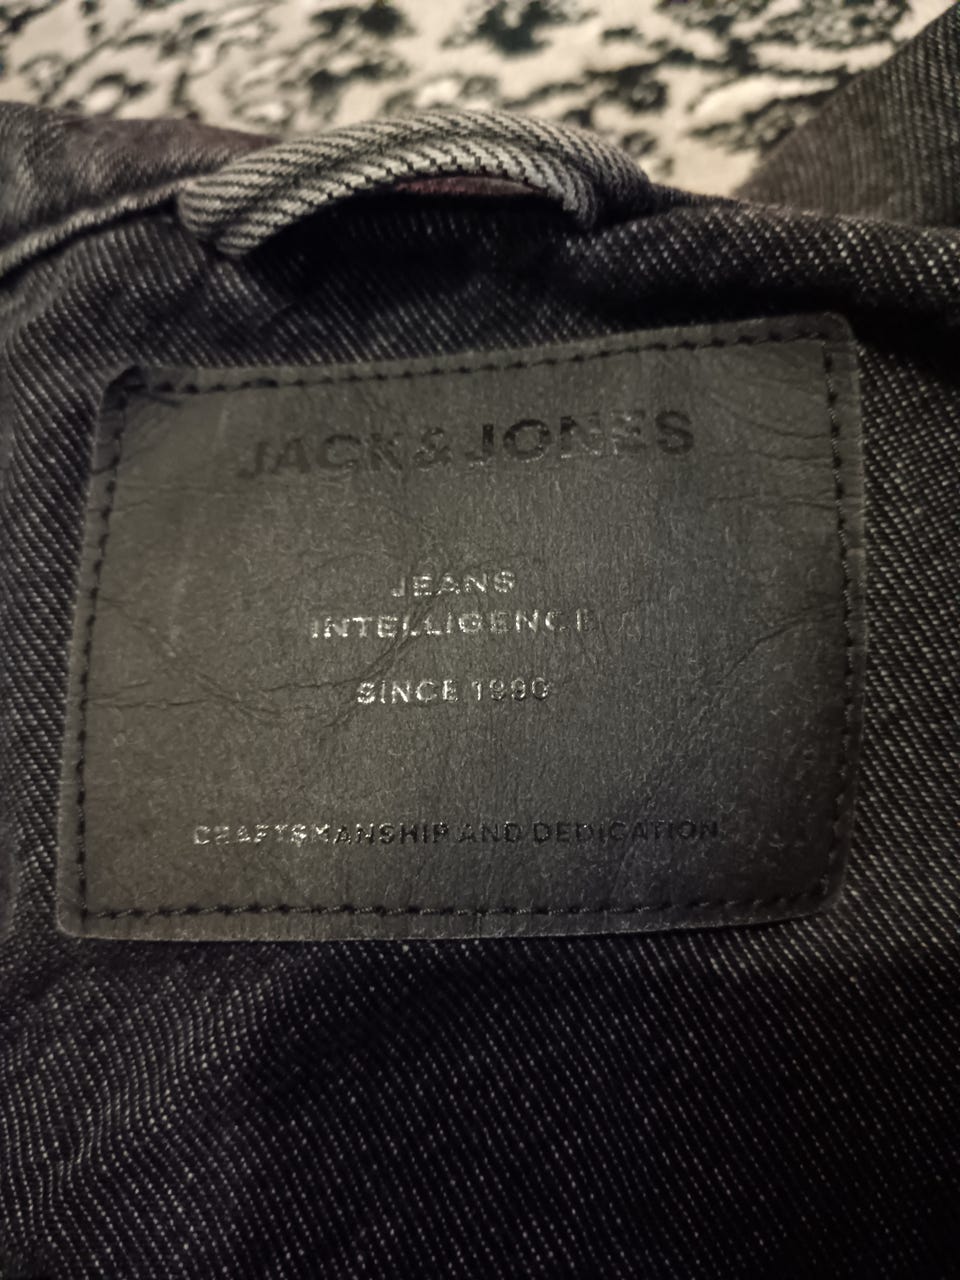 JACK & JONES
JEANS
INTELLIGENCE
SINCE 1990
CRAFTSMANSHIP AND DEDICATION